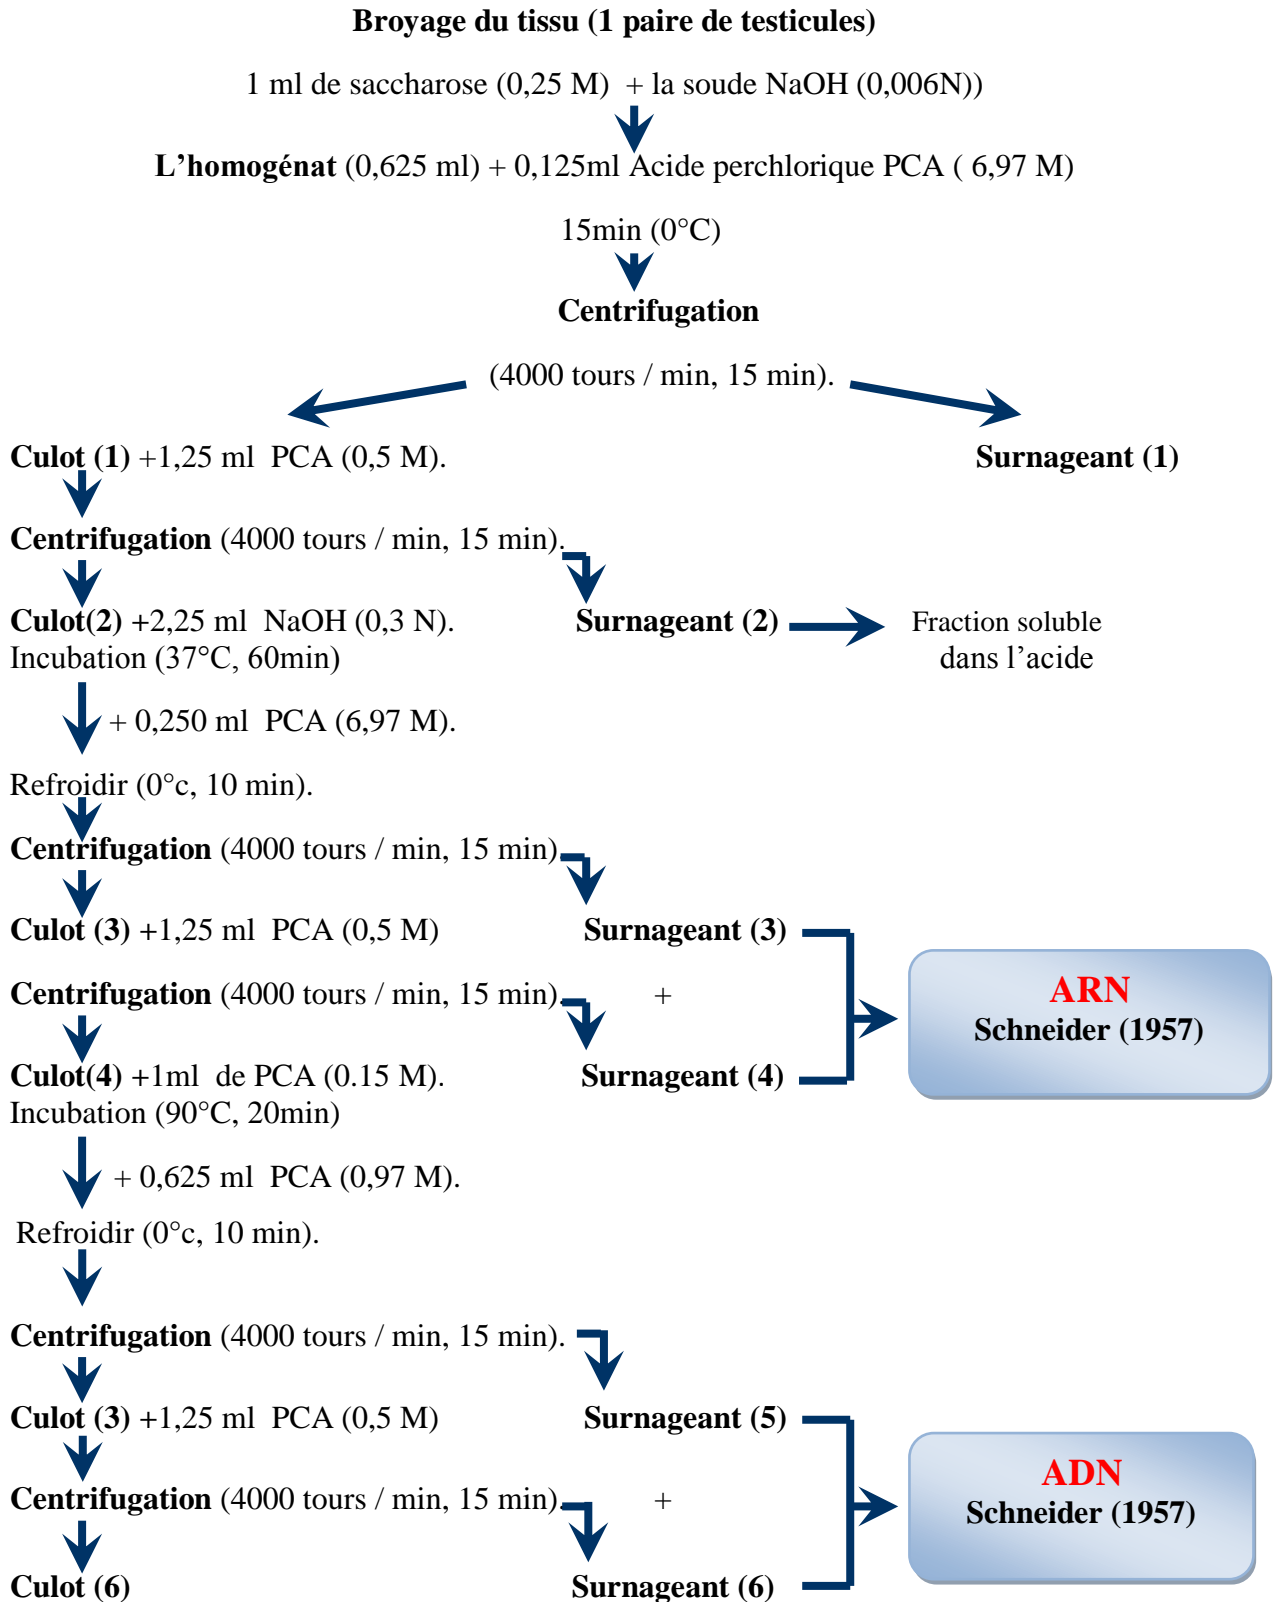 Broyage du tissu (1 paire de testicules)
1 ml de saccharose (0,25 M) + la soude NaOH (0,006N))
L’homogénat (0,625 ml) + 0,125ml Acide perchlorique PCA ( 6,97 M)
15min (0°C)
Centrifugation
(4000 tours / min, 15 min).
Culot (1) +1,25 ml PCA (0,5 M).
Surnageant (1)
Centrifugation (4000 tours / min, 15 min).
Culot(2) +2,25 ml NaOH (0,3 N).
Surnageant (2)
Fraction soluble
dans l’acide
Incubation (37°C, 60min)
+ 0,250 ml PCA (6,97 M).
Refroidir (0°c, 10 min).
Centrifugation (4000 tours / min, 15 min).
Culot (3) +1,25 ml PCA (0,5 M)
Surnageant (3)
Centrifugation (4000 tours / min, 15 min).
+
ARN
Schneider (1957)
Culot(4) +1ml de PCA (0.15 M).
Surnageant (4)
Incubation (90°C, 20min)
+ 0,625 ml PCA (0,97 M).
Refroidir (0°c, 10 min).
Centrifugation (4000 tours / min, 15 min).
Culot (3) +1,25 ml PCA (0,5 M)
Surnageant (5)
Centrifugation (4000 tours / min, 15 min).
+
ADN
Schneider (1957)
Culot (6)
Surnageant (6)